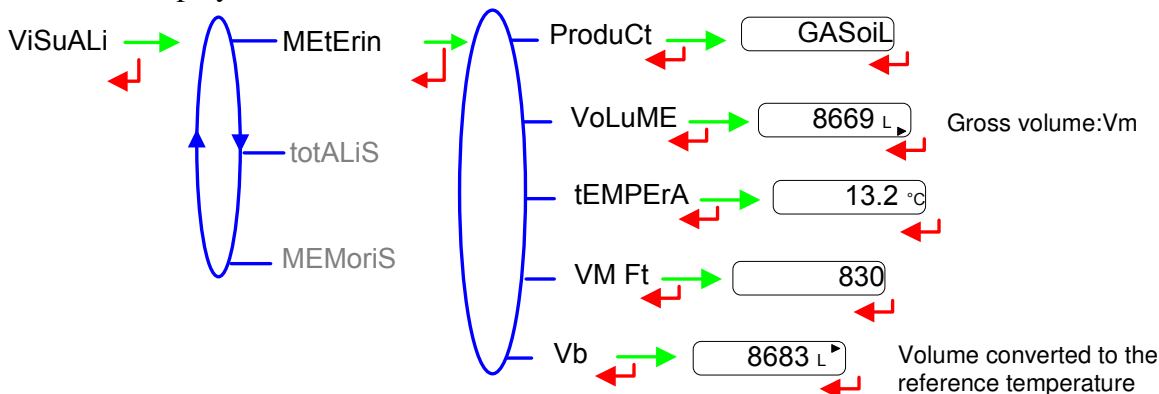 ViSuALi MEtErin ProduCt GASoiL
VoLuME 8669 L Gross volume:Vm
totALiS
tEMPErA 13.2 °C
MEMoriS
VM Ft 830
Vb 8683 L Volume converted to the
reference temperature